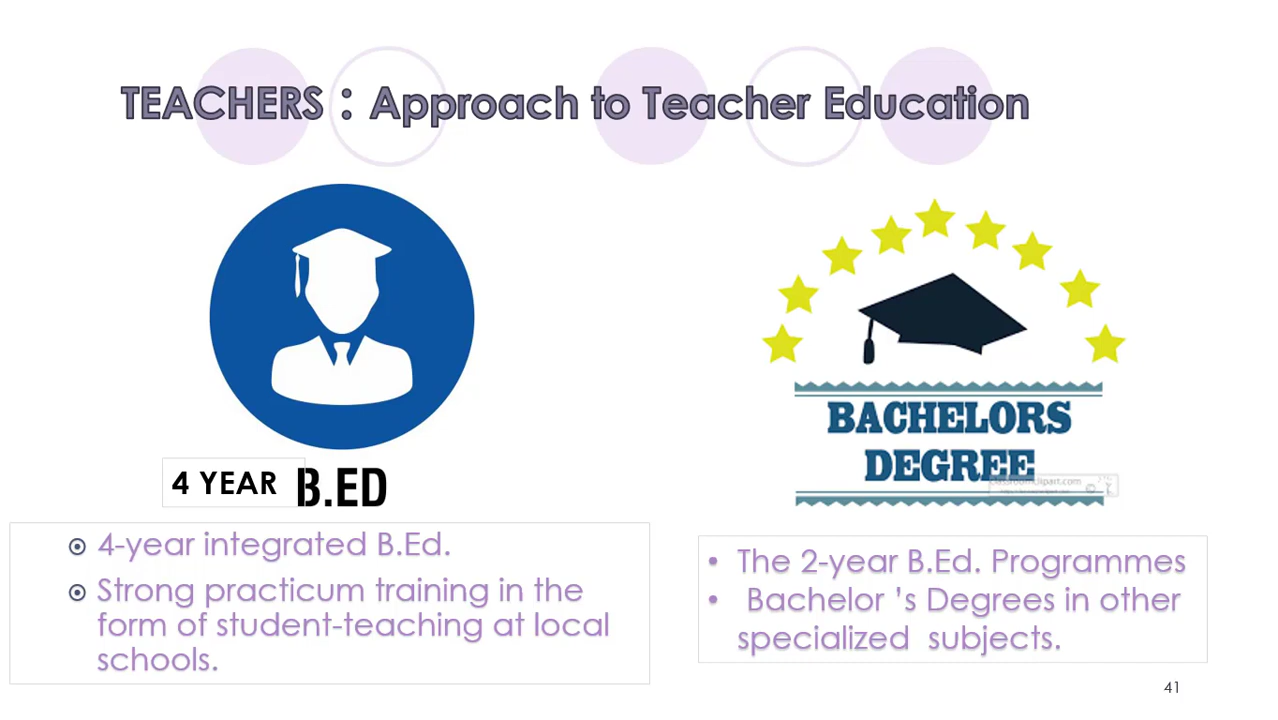 TEACHERS : Approach to Teacher Education
4 YEAR B.ED
4-year integrated B.Ed.
Strong practicum training in the
form of student-teaching at local
schools.
BACHELORS
DEGREE
• The 2-year B.Ed. Programmes
• Bachelor ’s Degrees in other
specialized subjects.
41